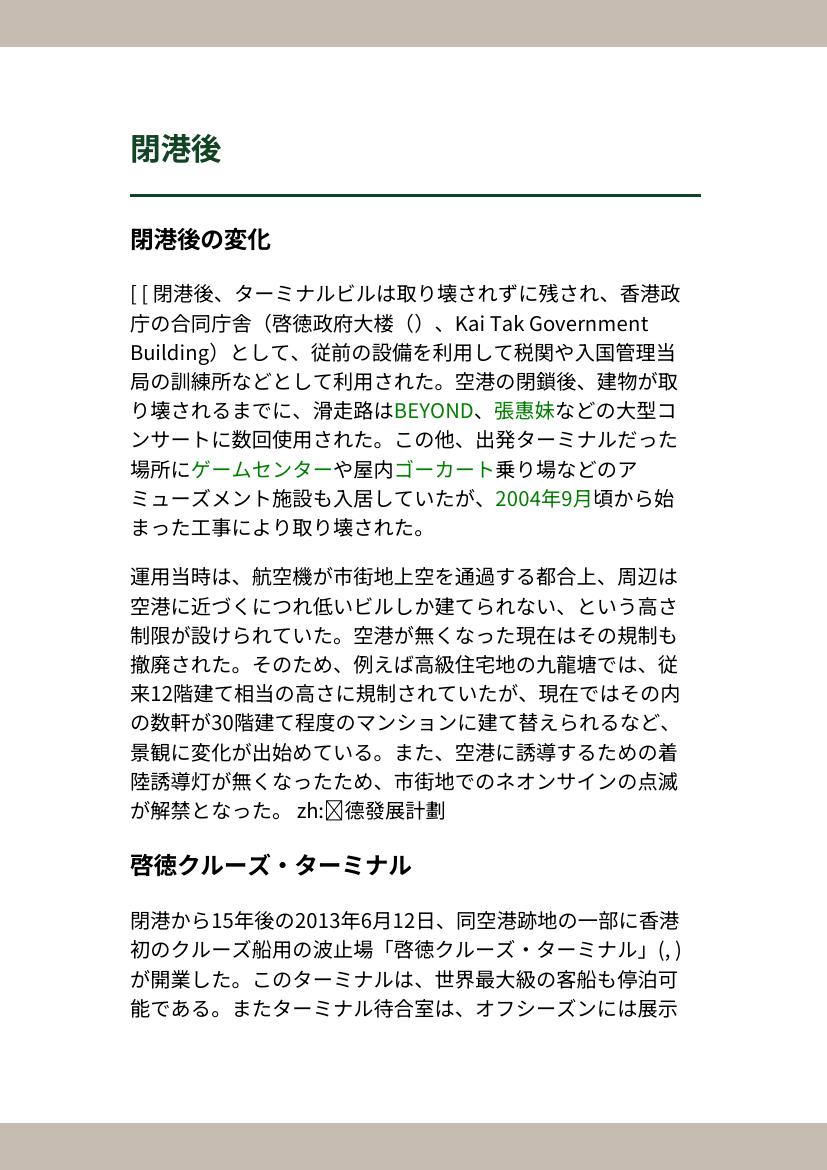 閉港後
閉港後の変化
[ [ 閉港後、ターミナルビルは取り壊されずに残され、香港政
庁の合同庁舎（啓徳政府大楼（）、Kai Tak Government
Building）として、従前の設備を利用して税関や入国管理当
局の訓練所などとして利用された。空港の閉鎖後、建物が取
り壊されるまでに、滑走路はBEYOND、張惠妹などの大型コ
ンサートに数回使用された。この他、出発ターミナルだった
場所にゲームセンターや屋内ゴーカート乗り場などのア
ミューズメント施設も入居していたが、2004年9月頃から始
まった工事により取り壊された。
運用当時は、航空機が市街地上空を通過する都合上、周辺は
空港に近づくにつれ低いビルしか建てられない、という高さ
制限が設けられていた。空港が無くなった現在はその規制も
撤廃された。そのため、例えば高級住宅地の九龍塘では、従
来12階建て相当の高さに規制されていたが、現在ではその内
の数軒が30階建て程度のマンションに建て替えられるなど、
景観に変化が出始めている。また、空港に誘導するための着
陸誘導灯が無くなったため、市街地でのネオンサインの点滅
が解禁となった。 zh:德發展計劃
啓徳クルーズ・ターミナル
閉港から15年後の2013年6月12日、同空港跡地の一部に香港
初のクルーズ船用の波止場「啓徳クルーズ・ターミナル」(, )
が開業した。このターミナルは、世界最大級の客船も停泊可
能である。またターミナル待合室は、オフシーズンには展示